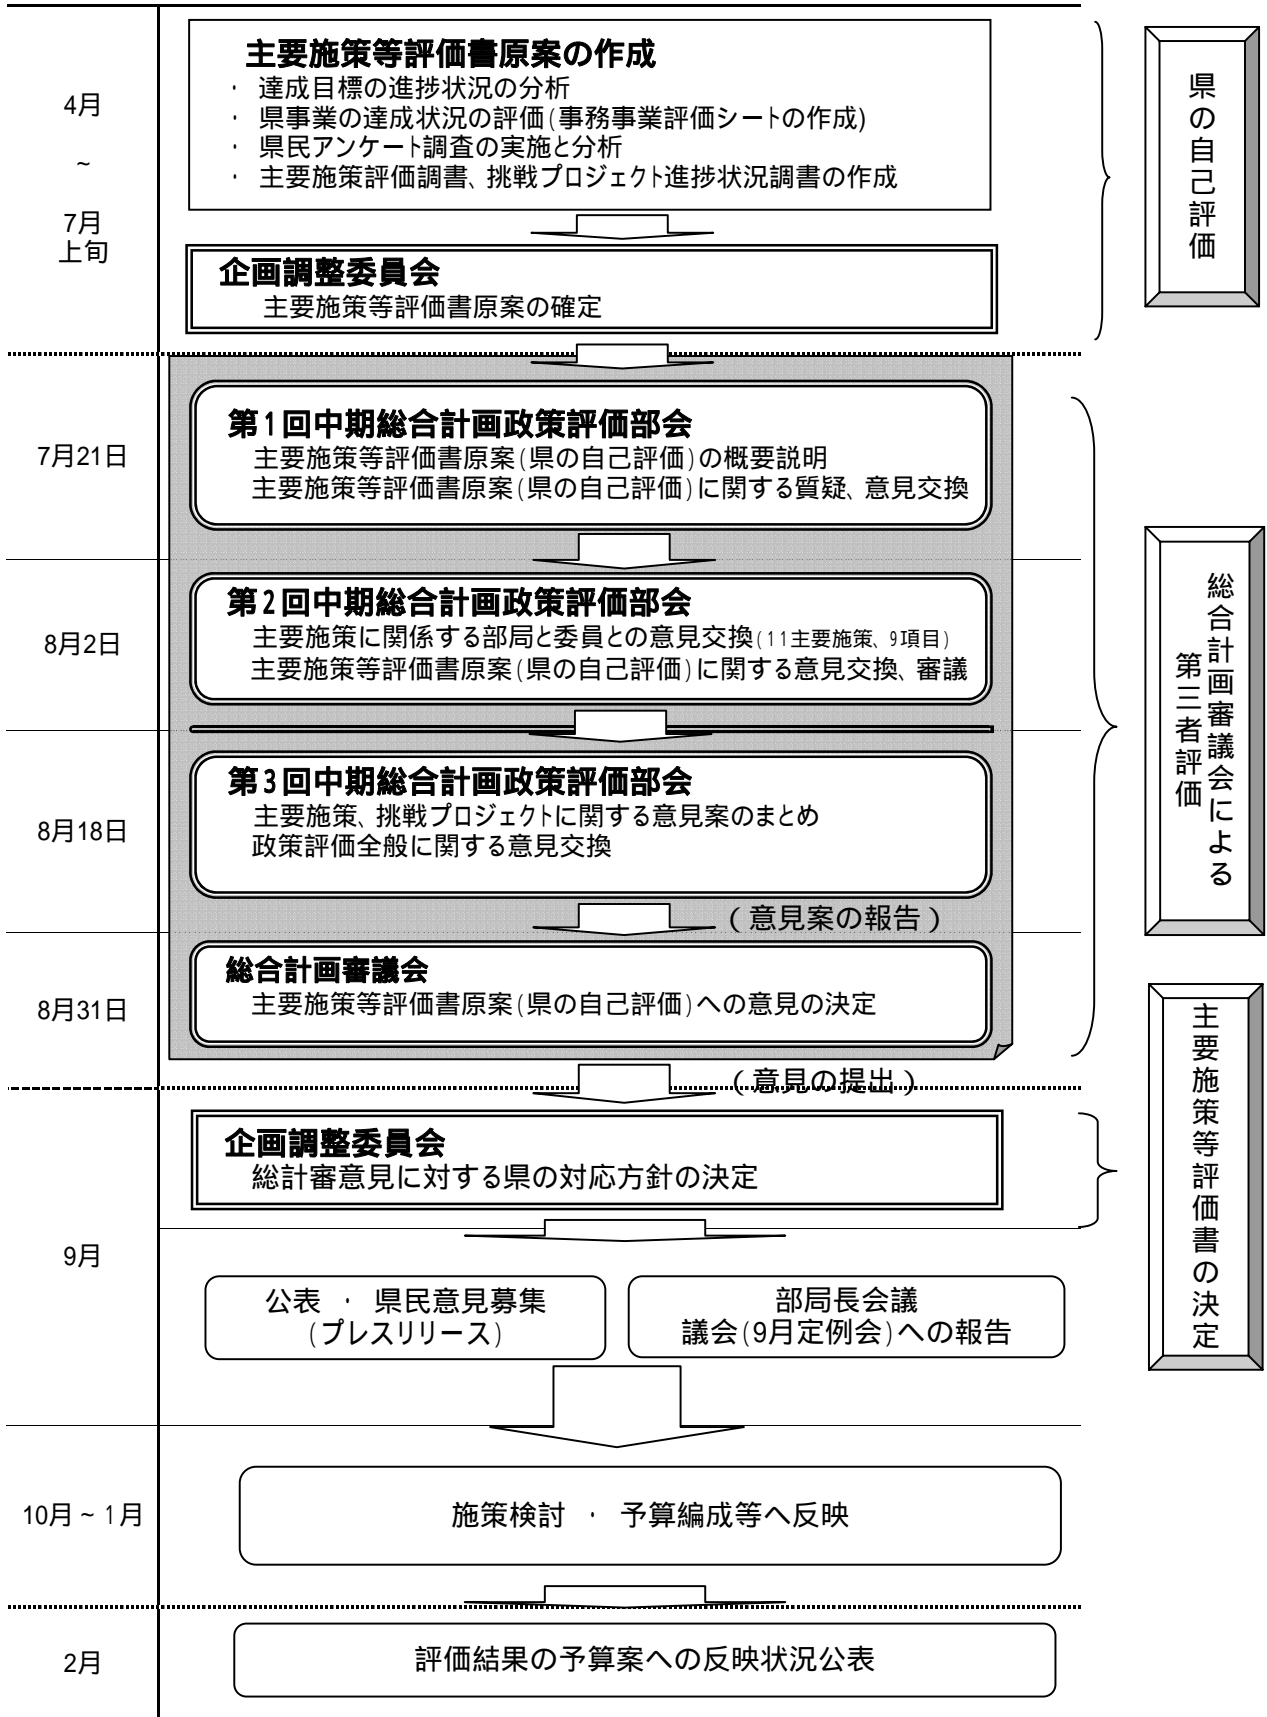 4月
～
7月
上旬
主要施策等評価書原案の作成
・ 達成目標の進捗状況の分析
・ 県事業の達成状況の評価(事務事業評価シートの作成)
・ 県民アンケート調査の実施と分析
・ 主要施策評価調書、挑戦プロジェクト進捗状況調書の作成
企画調整委員会
主要施策等評価書原案の確定
県の自己評価
7月21日
第1回中期総合計画政策評価部会
主要施策等評価書原案(県の自己評価)の概要説明
主要施策等評価書原案(県の自己評価)に関する質疑、意見交換
8月2日
第2回中期総合計画政策評価部会
主要施策に関係する部局と委員との意見交換(11主要施策、9項目)
主要施策等評価書原案(県の自己評価)に関する意見交換、審議
8月18日
第3回中期総合計画政策評価部会
主要施策、挑戦プロジェクトに関する意見案のまとめ
政策評価全般に関する意見交換
(意見案の報告)
8月31日
総合計画審議会
主要施策等評価書原案(県の自己評価)への意見の決定
総合計画審議会による
第三者評価
(意見の提出)
9月
企画調整委員会
総計審意見に対する県の対応方針の決定
主要施策等評価書の決定
公表 ・ 県民意見募集
(プレスリリース)
部局長会議
議会(9月定例会)への報告
10月～1月
施策検討 ・ 予算編成等へ反映
2月
評価結果の予算案への反映状況公表